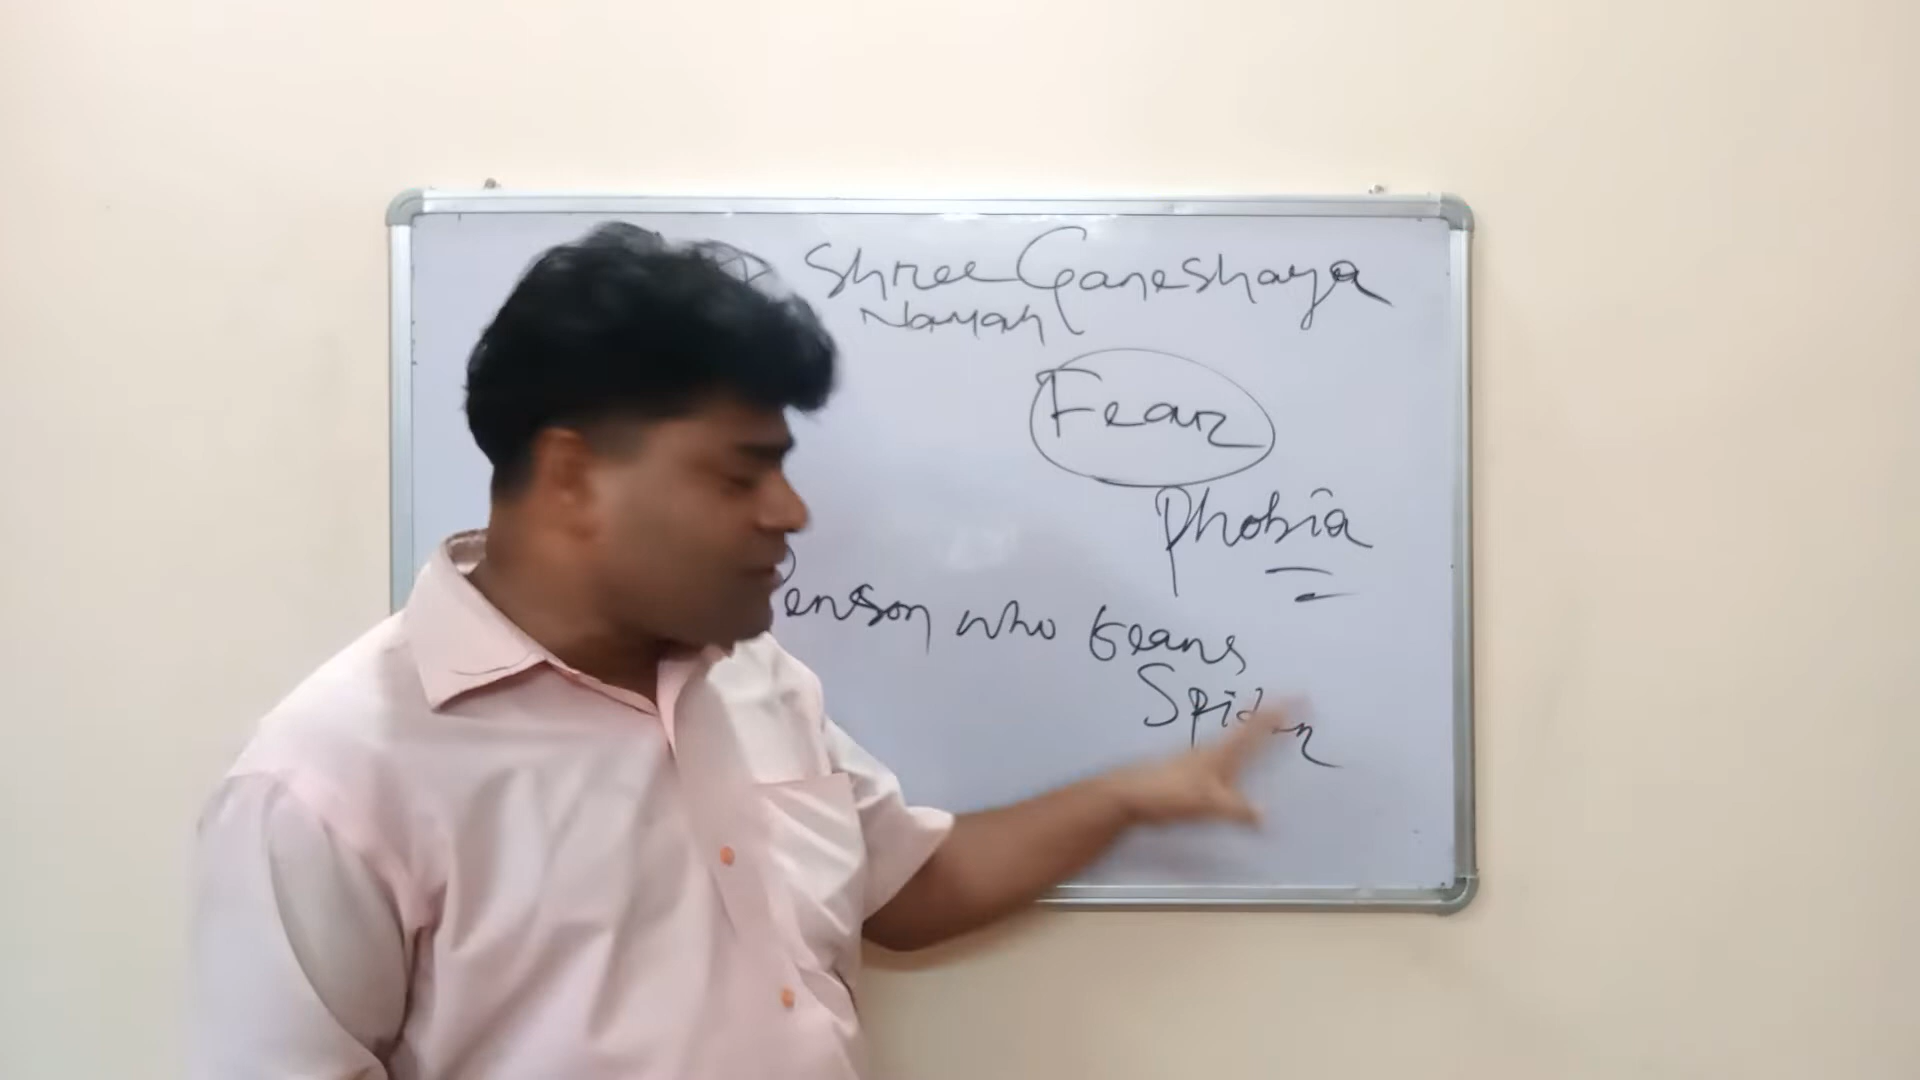 Shree Ganeshaya
Namah
Fear
Phobia
Person who fears
Spider